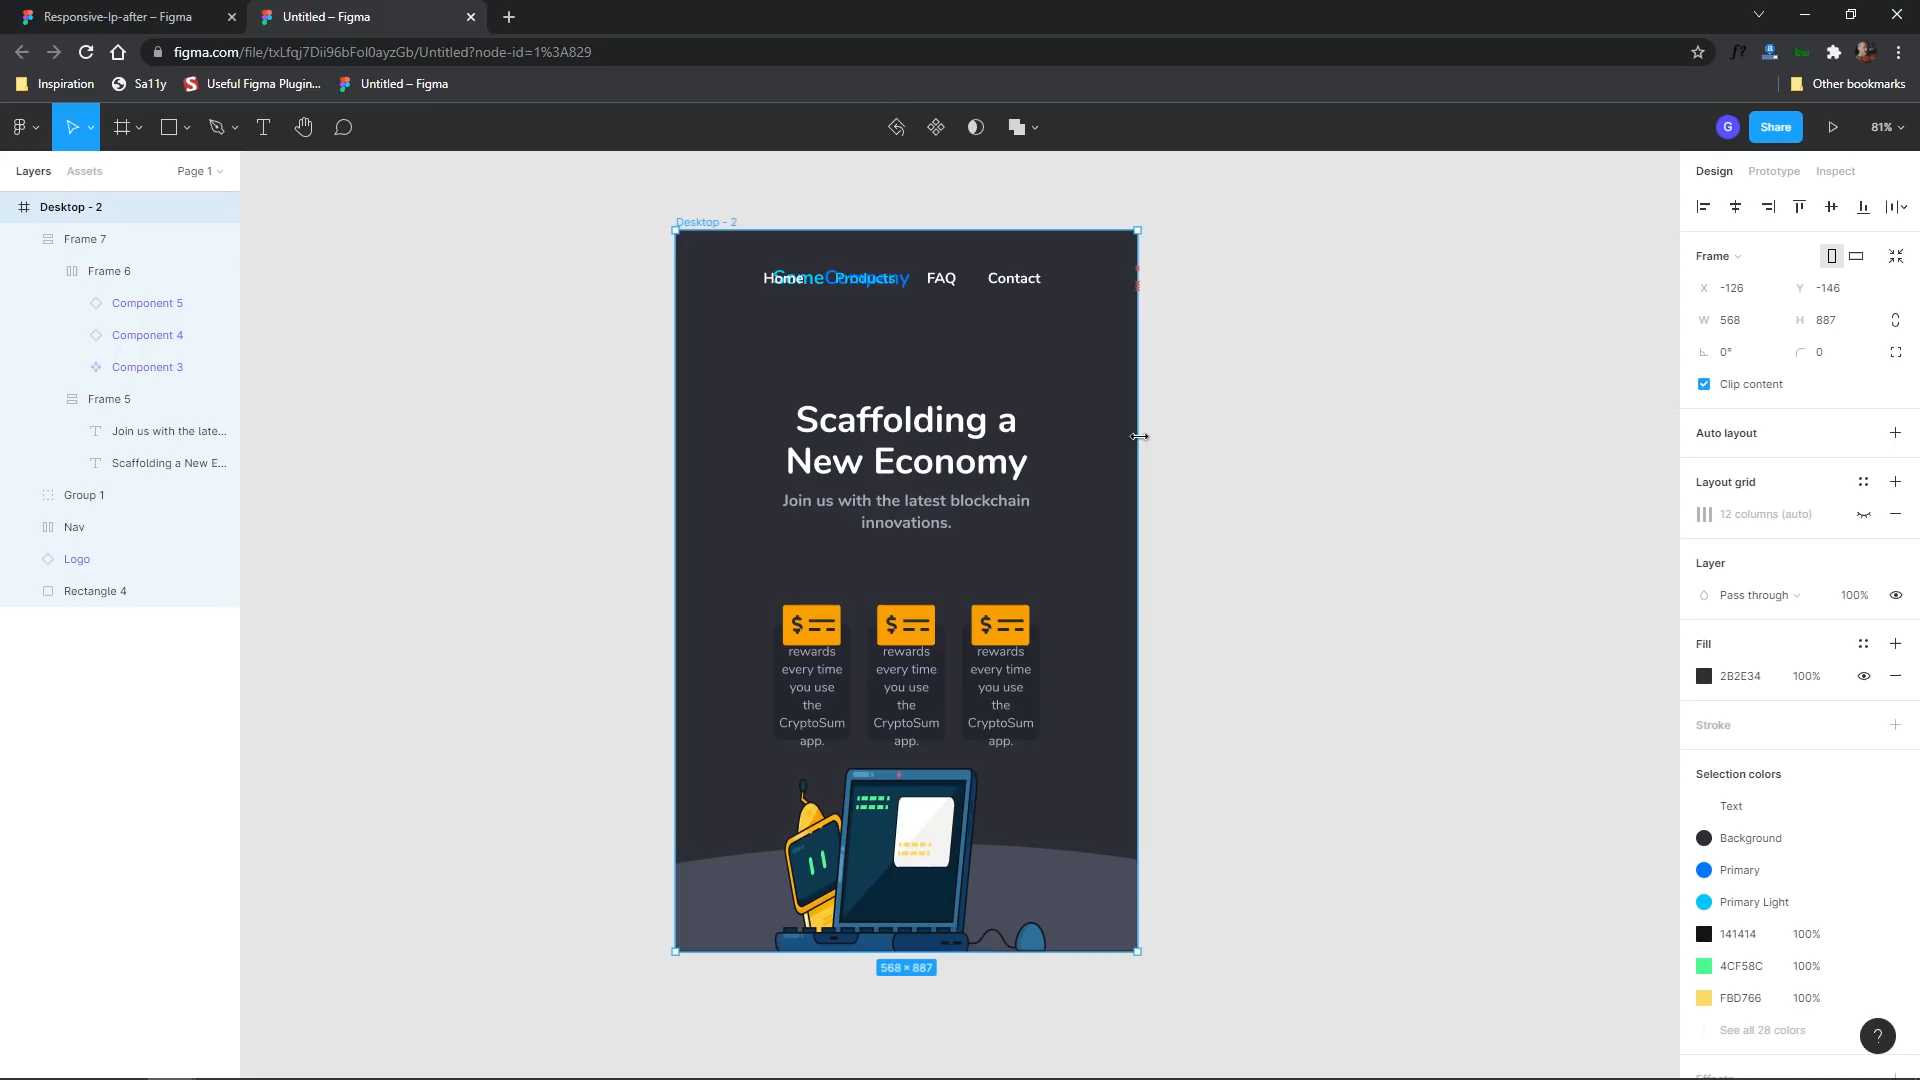 Responsive-lp-after – Figma
Untitled – Figma
figma.com/file/txLfqj7Dii96bFol0ayzGb/Untitled?node-id=1%3A829
Inspiration
Sa11y
Useful Figma Plugin...
Untitled – Figma
Other bookmarks
G
Share
81%
Layers
Assets
Page 1
Desktop - 2
Frame 7
Frame 6
Component 5
Component 4
Component 3
Frame 5
Join us with the late...
Scaffolding a New E...
Group 1
Nav
Logo
Rectangle 4
Desktop - 2
SomeCompany
Home
Products
FAQ
Contact
Scaffolding a
New Economy
Join us with the latest blockchain
innovations.
rewards
every time
you use
the
CryptoSum
app.
rewards
every time
you use
the
CryptoSum
app.
rewards
every time
you use
the
CryptoSum
app.
568 × 887
Design
Prototype
Inspect
Frame
X -126
Y -146
W 568
H 887
0°
0
Clip content
Auto layout
Layout grid
12 columns (auto)
Layer
Pass through
100%
Fill
2B2E34
100%
Stroke
Selection colors
Text
Background
Primary
Primary Light
141414 100%
4CF58C 100%
FBD766 100%
See all 28 colors
?